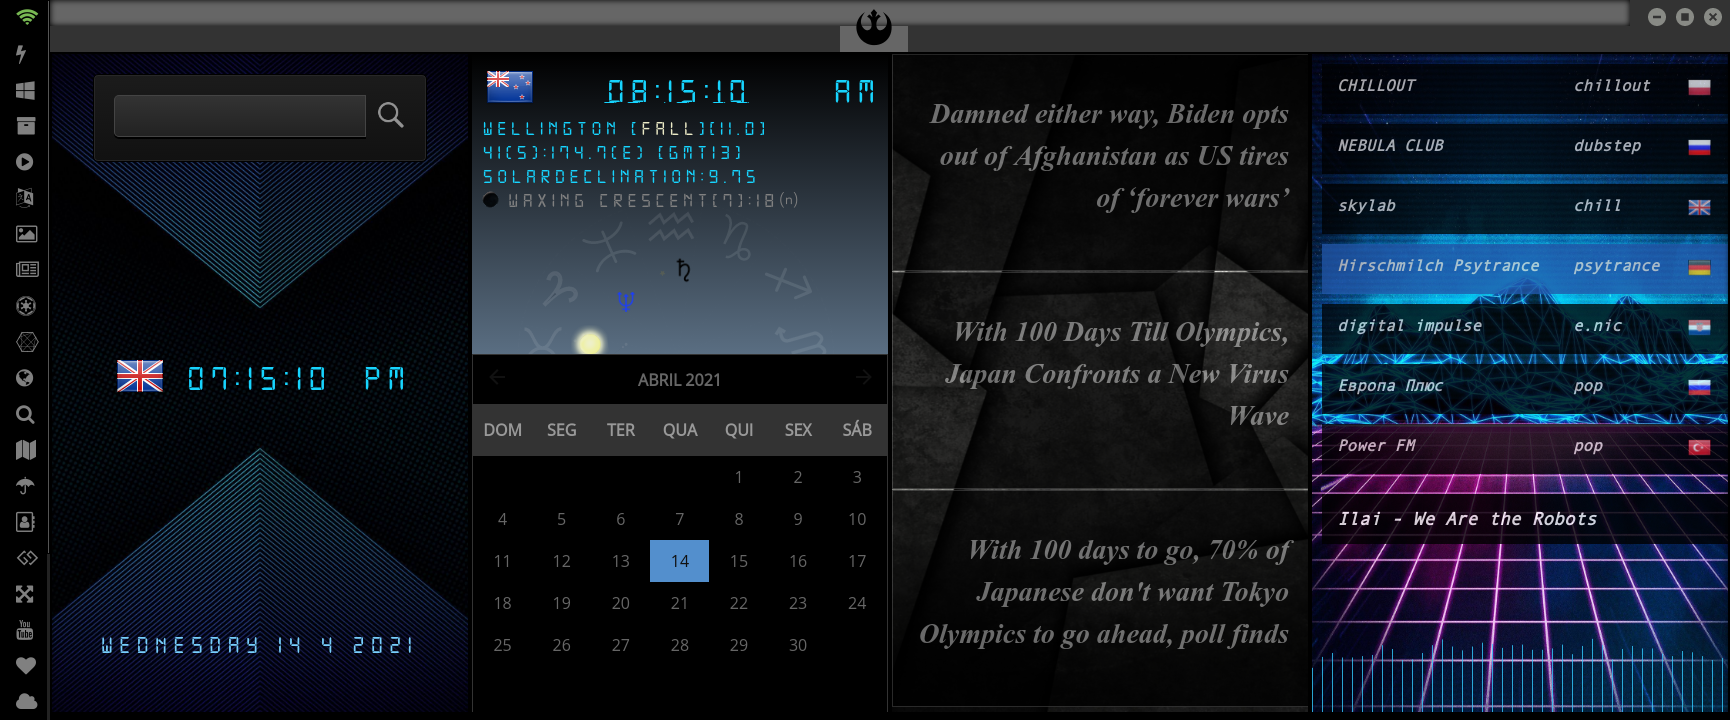 07:15:10 PM
WEDNESDAY 14 4 2021
08:15:10 AM
WELLINGTON [FALL][11.0]
41(S):174.7(E) [GMT13]
SOLARDECLINATION:9.75
WAXING CRESCENT[7]:18(n)
ABRIL 2021
DOM SEG TER QUA QUI SEX SÁB
1 2 3
4 5 6 7 8 9 10
11 12 13 14 15 16 17
18 19 20 21 22 23 24
25 26 27 28 29 30
Damned either way, Biden opts
out of Afghanistan as US tires
of ‘forever wars’
With 100 Days Till Olympics,
Japan Confronts a New Virus
Wave
With 100 days to go, 70% of
Japanese don't want Tokyo
Olympics to go ahead, poll finds
CHILLOUT chillout
NEBULA CLUB dubstep
skylab chill
Hirschmilch Psytrance psytrance
digital impulse e.nic
Европа Плюс pop
Power FM pop
Ilai - We Are the Robots
You
Tube